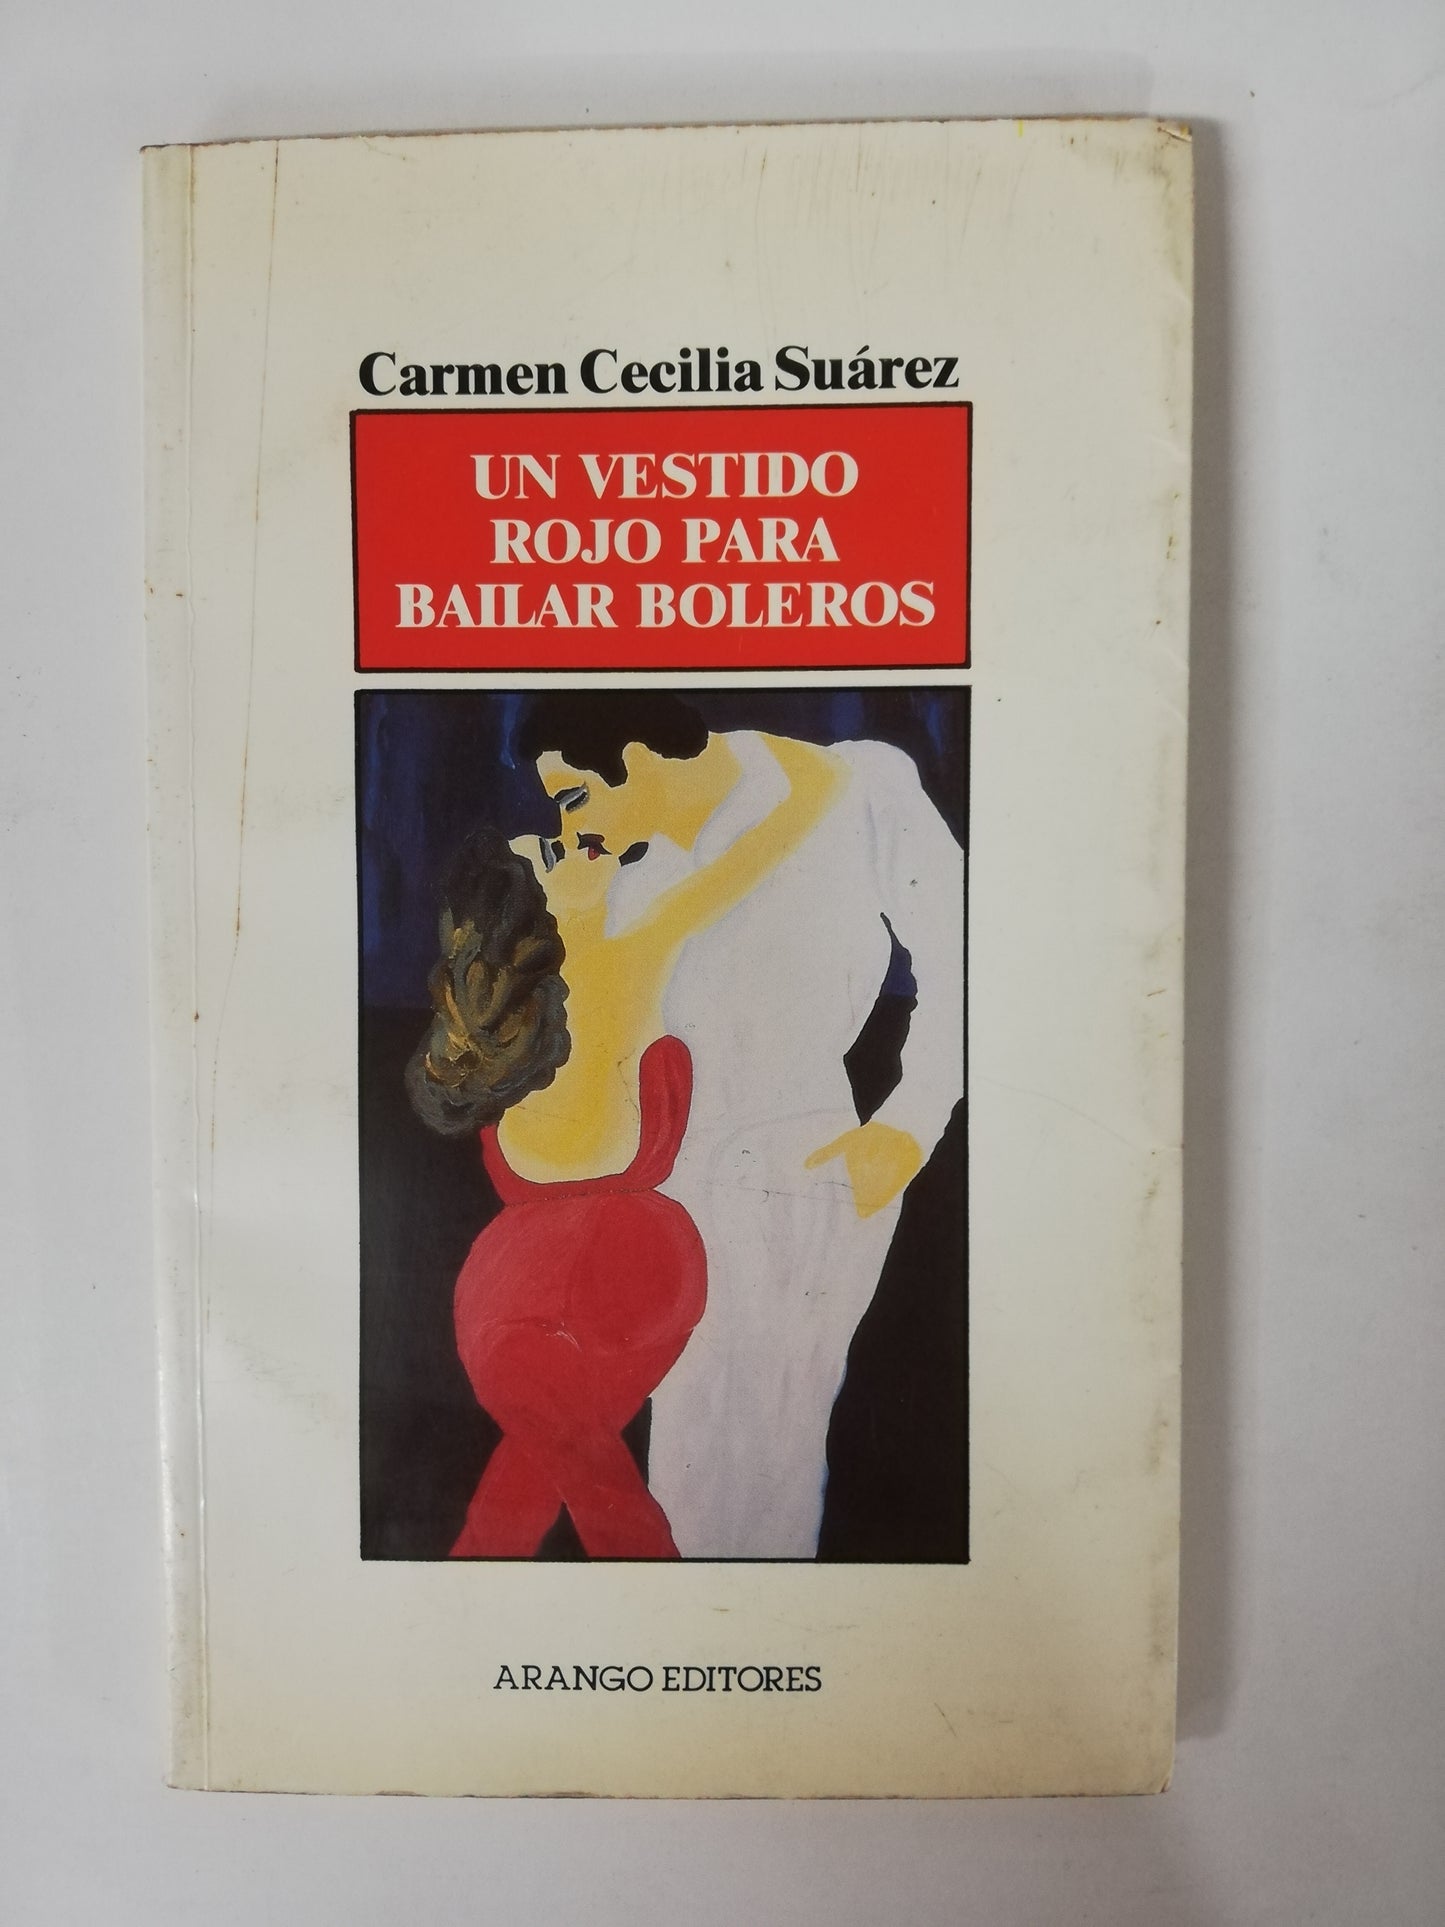 Carmen Cecilia Suárez
UN VESTIDO
ROJO PARA
BAILAR BOLEROS
ARANGO EDITORES